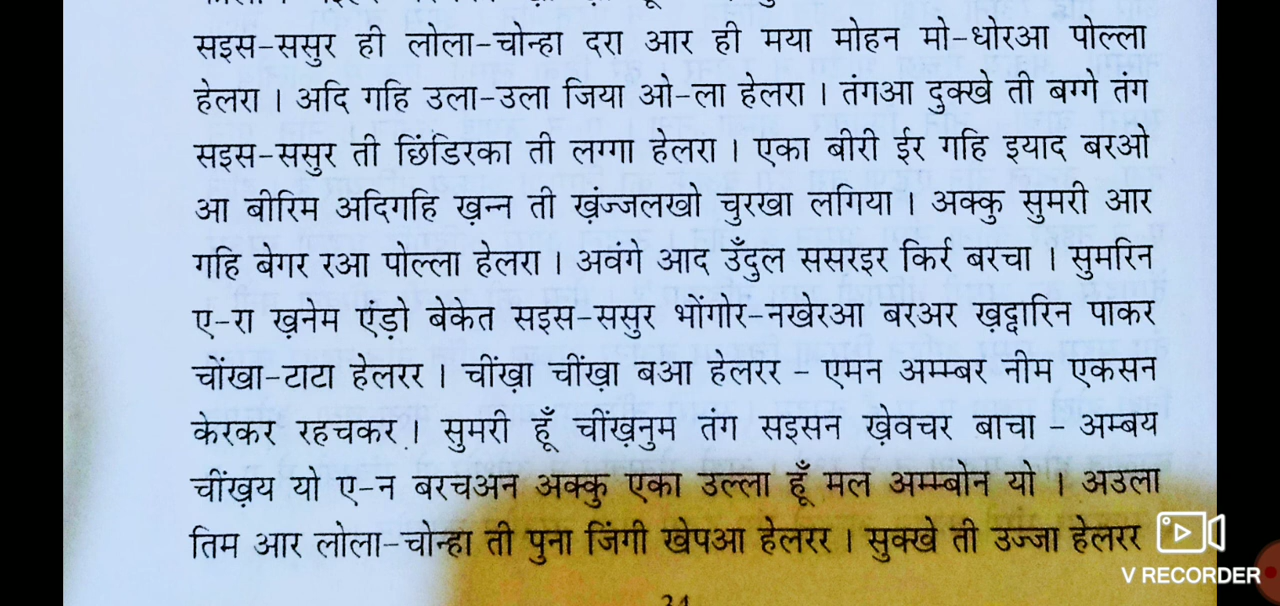 सइस-ससुर ही लोला-चोन्हा दरा आर ही मया मोहन मो-धोरआ पोल्ला
हेलरा । अदि गहि उला-उला जिया ओ-ला हेलरा । तंगआ दुक्खे ती बग्गे तंग
सइस-ससुर ती छिंडिरका ती लग्गा हेलरा । एका बीरी ईर गहि इयाद बरओ
आ बीरिम अदिगहि ख़न्न ती ख़ंज्जलखो चुरखा लगिया । अक्कु सुमरी आर
गहि बेगर रआ पोल्ला हेलरा । अवंगे आद उँदुल ससरइर किर्र बरचा । सुमरिन
ए-रा ख़नेम एंड़ो बेकेत सइस-ससुर भोंगोर-नखेरआ बरअर ख़द्दारिन पाकर
चोंखा-टाटा हेलरर । चींख़ा चींख़ा बआ हेलरर – एमन अम्म्बर नीम एकसन
केरकर रहचकर । सुमरी हूँ चींख़नुम तंग सइसन ख़ेवचर बाचा – अम्बय
चींख़य यो ए-न बरचअन अक्कु एका उल्ला हूँ मल अम्म्बोन यो । अउला
तिम आर लोला-चोन्हा ती पुना जिंगी खेपआ हेलरर । सुक्खे ती उज्जा हेलरर
V RECORDER